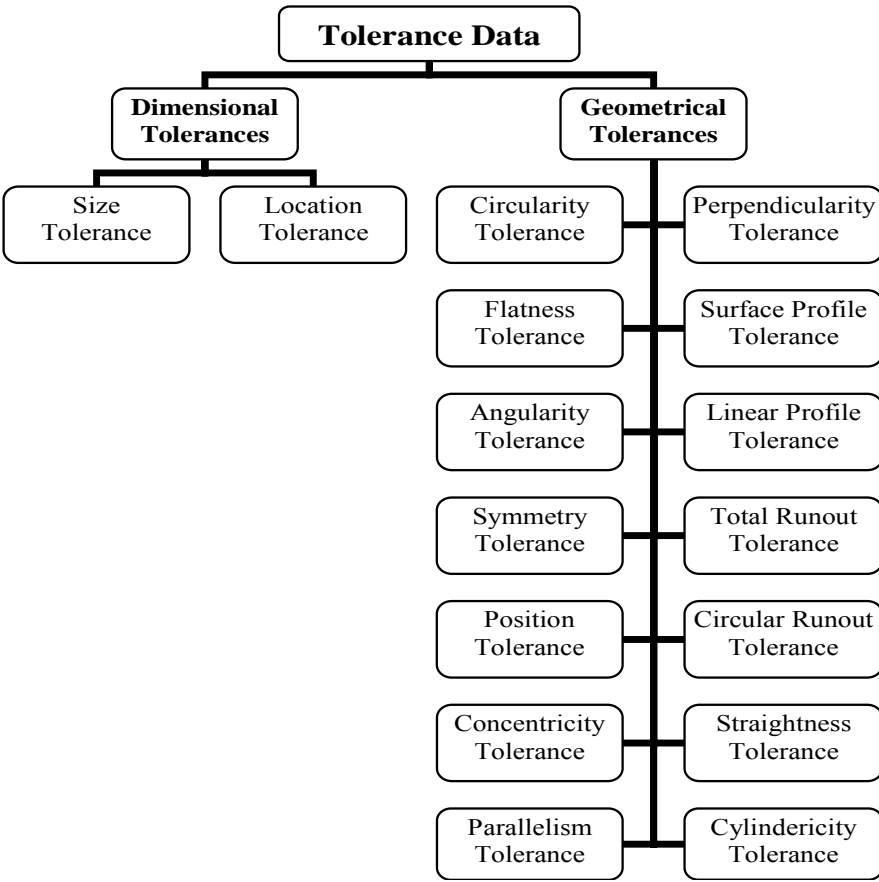 Tolerance Data
Dimensional
Tolerances
Geometrical
Tolerances
Size
Tolerance
Location
Tolerance
Circularity
Tolerance
Perpendicularity
Tolerance
Flatness
Tolerance
Surface Profile
Tolerance
Angularity
Tolerance
Linear Profile
Tolerance
Symmetry
Tolerance
Total Runout
Tolerance
Position
Tolerance
Circular Runout
Tolerance
Concentricity
Tolerance
Straightness
Tolerance
Parallelism
Tolerance
Cylindericity
Tolerance